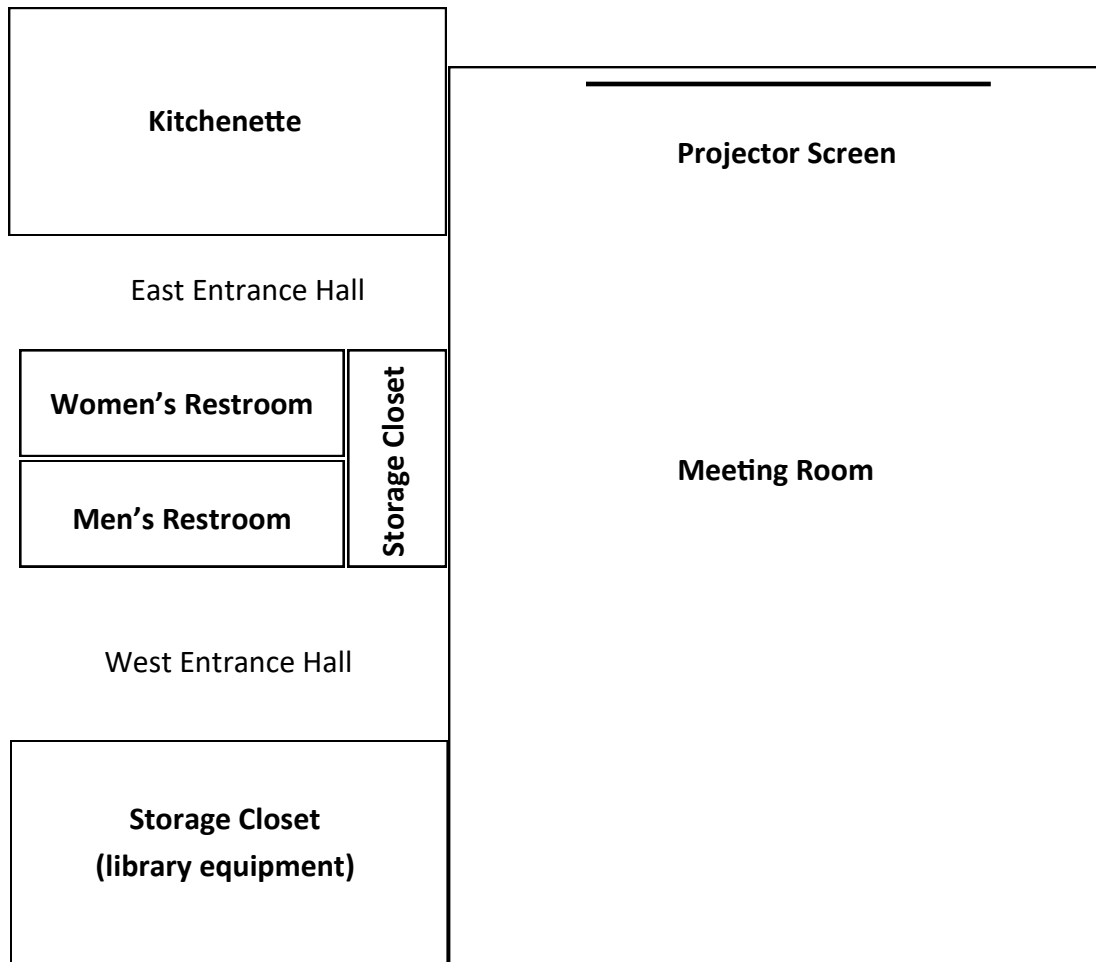 Kitchenette
Projector Screen
East Entrance Hall
Women’s Restroom
Storage Closet
Men’s Restroom
Meeting Room
West Entrance Hall
Storage Closet
(library equipment)